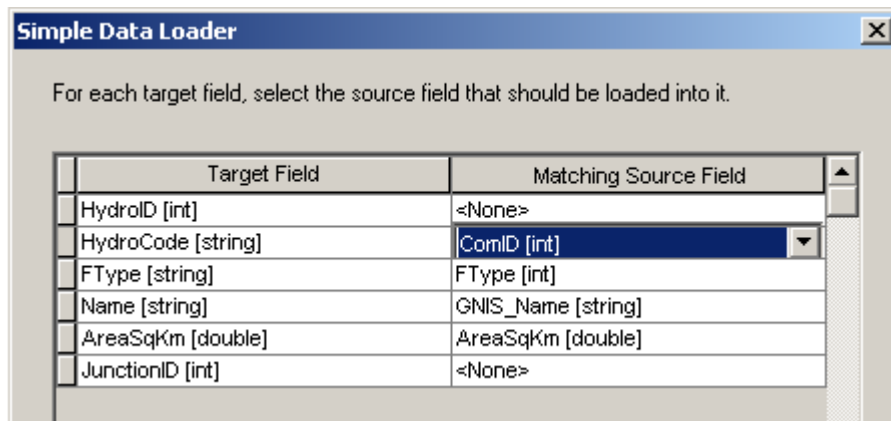 Simple Data Loader
For each target field, select the source field that should be loaded into it.
Target Field Matching Source Field
HydroID [int] <None>
HydroCode [string] ComID [int]
FType [string] FType [int]
Name [string] GNIS_Name [string]
AreaSqKm [double] AreaSqKm [double]
JunctionID [int] <None>